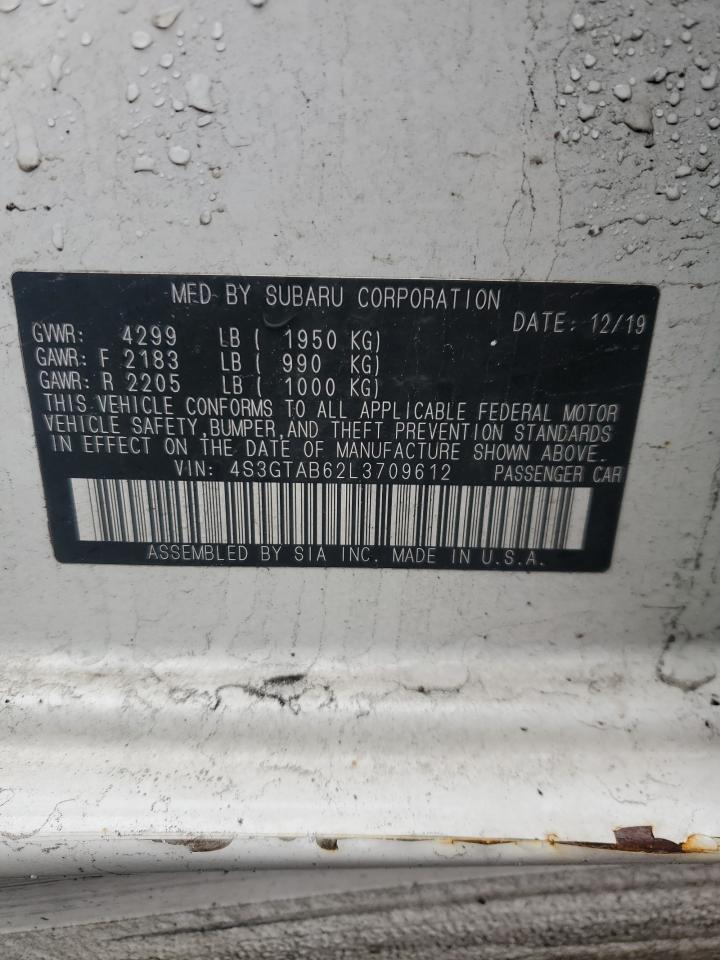 MFD BY SUBARU CORPORATION
DATE: 12/19
GVWR: 4299 LB ( 1950 KG)
GAWR: F 2183 LB ( 990 KG)
GAWR: R 2205 LB ( 1000 KG)
THIS VEHICLE CONFORMS TO ALL APPLICABLE FEDERAL MOTOR
VEHICLE SAFETY,BUMPER,AND THEFT PREVENTION STANDARDS
IN EFFECT ON THE DATE OF MANUFACTURE SHOWN ABOVE.
VIN: 4S3GTAB62L3709612 PASSENGER CAR
ASSEMBLED BY SIA INC. MADE IN U.S.A.